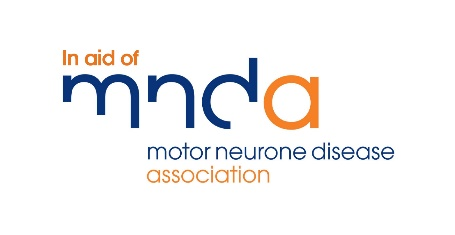 In aid of
mnda
motor neurone disease
association